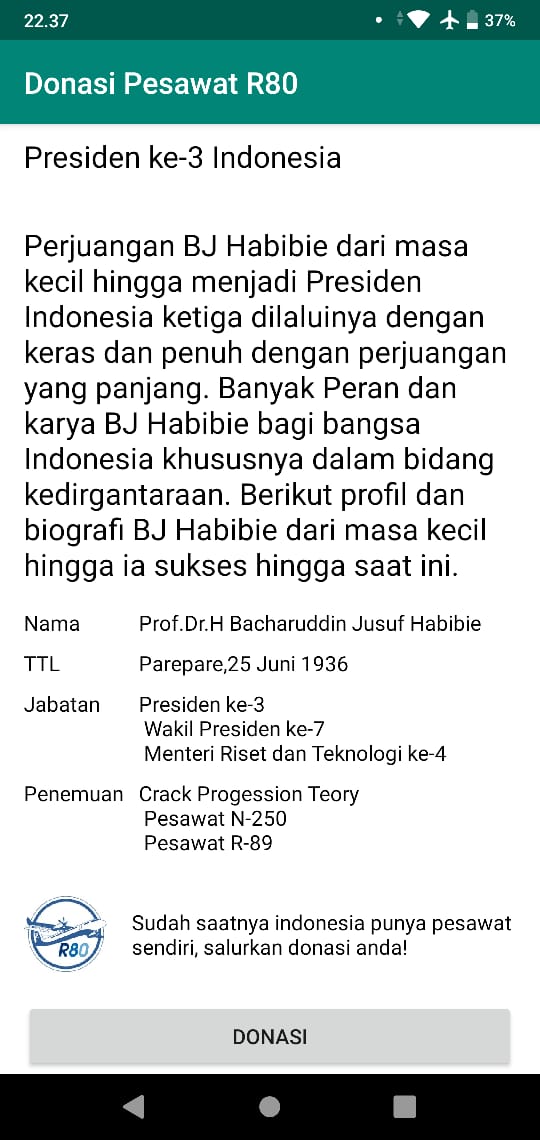 22.37
37%
Donasi Pesawat R80
Presiden ke-3 Indonesia
Perjuangan BJ Habibie dari masa
kecil hingga menjadi Presiden
Indonesia ketiga dilaluinya dengan
keras dan penuh dengan perjuangan
yang panjang. Banyak Peran dan
karya BJ Habibie bagi bangsa
Indonesia khususnya dalam bidang
kedirgantaraan. Berikut profil dan
biografi BJ Habibie dari masa kecil
hingga ia sukses hingga saat ini.
Nama Prof.Dr.H Bacharuddin Jusuf Habibie
TTL Parepare,25 Juni 1936
Jabatan Presiden ke-3
Wakil Presiden ke-7
Menteri Riset dan Teknologi ke-4
Penemuan Crack Progession Teory
Pesawat N-250
Pesawat R-89
R80
Sudah saatnya indonesia punya pesawat
sendiri, salurkan donasi anda!
DONASI